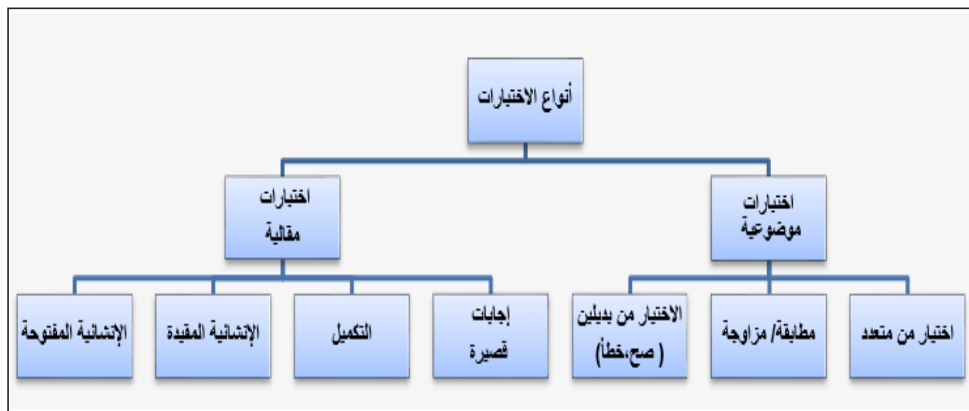 أنواع الاختبارات
اختبارات
موضوعية
اختبارات
مقالية
اختيار من متعدد
مطابقة/ مزاوجة
الاختيار من بديلين
( صح،خطأ)
إجابات
قصيرة
التكميل
الإنشائية المقيدة
الإنشائية المفتوحة